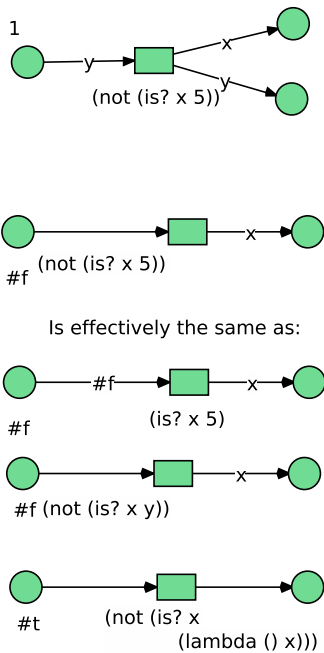 1
y
x
y
(not (is? x 5))
x
(not (is? x 5))
#f
Is effectively the same as:
#f
x
(is? x 5)
#f
x
#f (not (is? x y))
(not (is? x
#t
(lambda () x)))